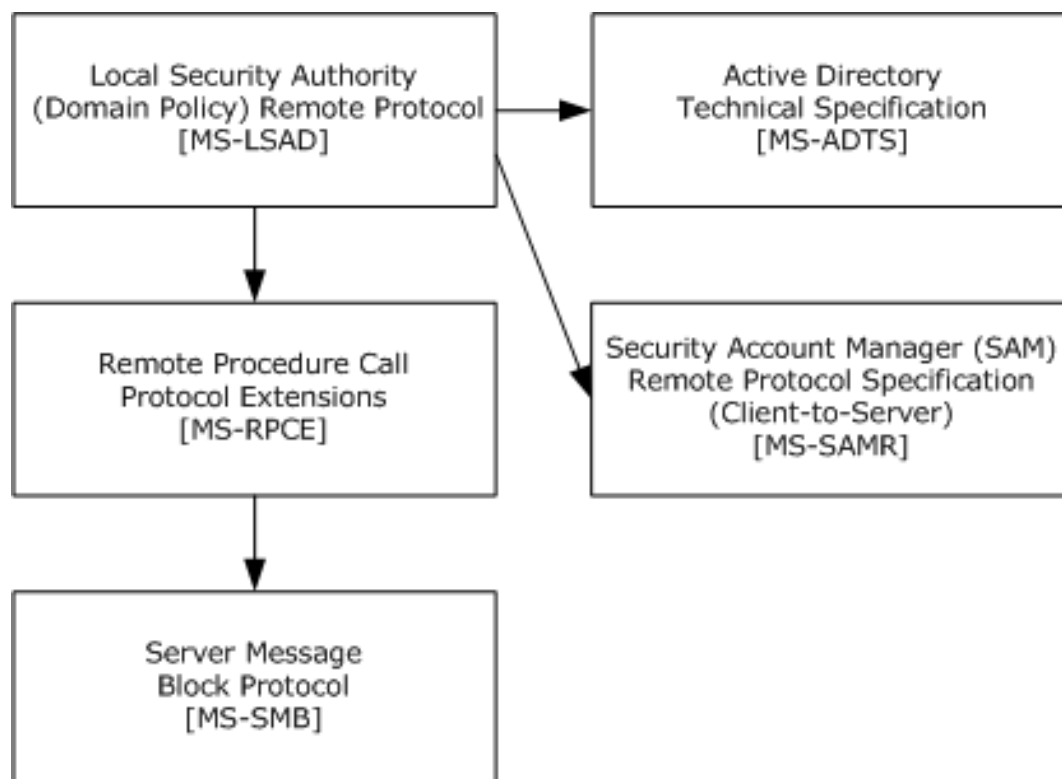 Local Security Authority
(Domain Policy) Remote Protocol
[MS-LSAD]
Active Directory
Technical Specification
[MS-ADTS]
Remote Procedure Call
Protocol Extensions
[MS-RPCE]
Security Account Manager (SAM)
Remote Protocol Specification
(Client-to-Server)
[MS-SAMR]
Server Message
Block Protocol
[MS-SMB]